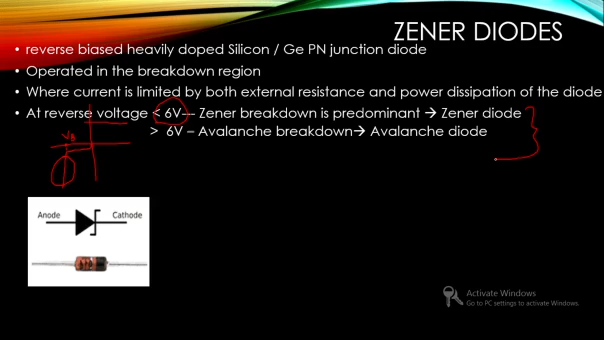 ZENER DIODES
• reverse biased heavily doped Silicon / Ge PN junction diode
• Operated in the breakdown region
• Where current is limited by both external resistance and power dissipation of the diode
• At reverse voltage < 6V--- Zener breakdown is predominant → Zener diode
> 6V – Avalanche breakdown→ Avalanche diode
Anode Cathode
Activate Windows
Go to PC settings to activate Windows.